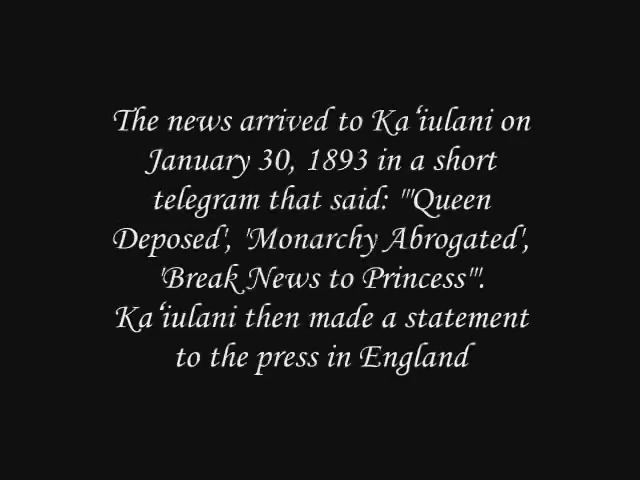 The news arrived to Kaʻiulani on
January 30, 1893 in a short
telegram that said: "'Queen
Deposed', 'Monarchy Abrogated',
'Break News to Princess'".
Kaʻiulani then made a statement
to the press in England